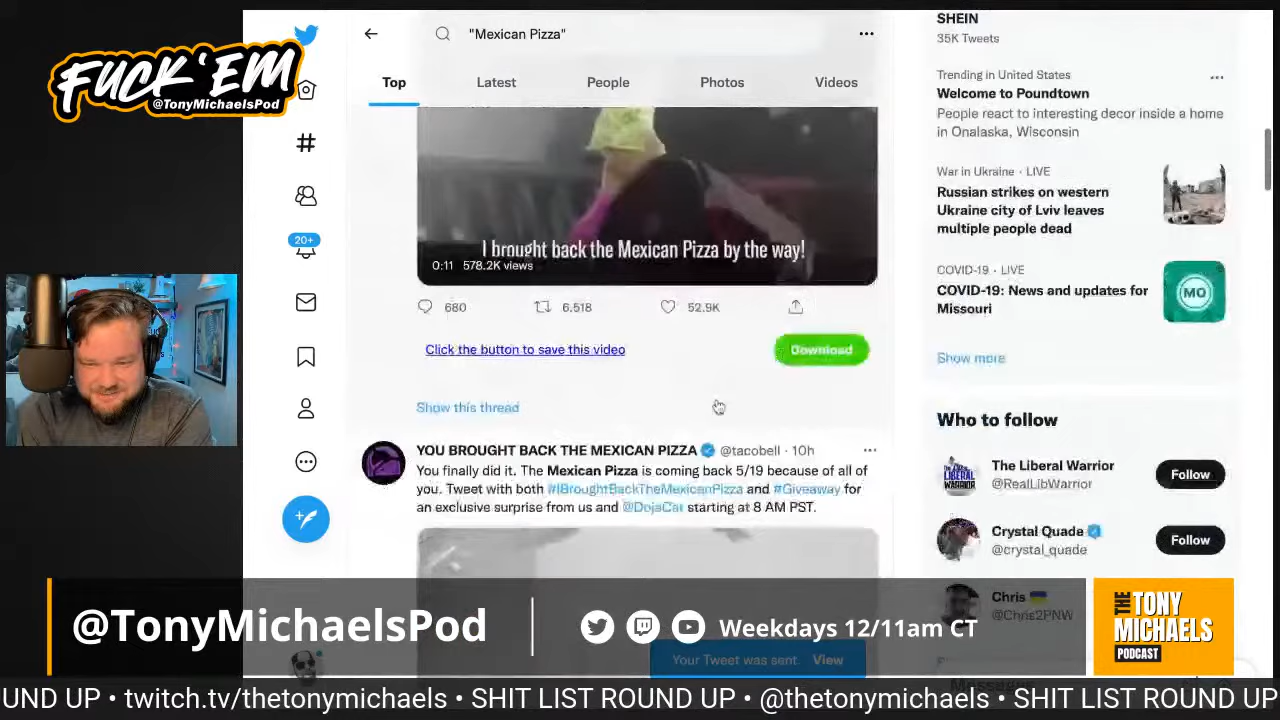 FUCK 'EM
@TonyMichaelsPod
"Mexican Pizza"
Top
Latest
People
Photos
Videos
I brought back the Mexican Pizza by the way!
0:11 578.2K views
680
6,518
52.9K
Click the button to save this video
Download
Show this thread
YOU BROUGHT BACK THE MEXICAN PIZZA @tacobell · 10h
You finally did it. The Mexican Pizza is coming back 5/19 because of all of
you. Tweet with both #IBroughtBackTheMexicanPizza and #Giveaway for
an exclusive surprise from us and @DojaCat starting at 8 AM PST.
20+
SHEIN
35K Tweets
Trending in United States
Welcome to Poundtown
People react to interesting decor inside a home
in Onalaska, Wisconsin
War in Ukraine · LIVE
Russian strikes on western
Ukraine city of Lviv leaves
multiple people dead
COVID-19 · LIVE
COVID-19: News and updates for
Missouri
MO
Show more
Who to follow
The Liberal Warrior
@RealLibWarrior
Follow
Crystal Quade
@crystal_quade
Follow
Chris
@Chris2PNW
Your Tweet was sent. View
Messages
@TonyMichaelsPod
Weekdays 12/11am CT
THE TONY
MICHAELS
PODCAST
UND UP • twitch.tv/thetonymichaels • SHIT LIST ROUND UP • @thetonymichaels • SHIT LIST ROUND UP